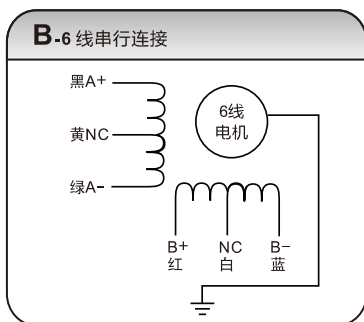 B-6 线串行连接
黑A+
黄NC
绿A-
6线
电机
B+ NC B-
红 白 蓝